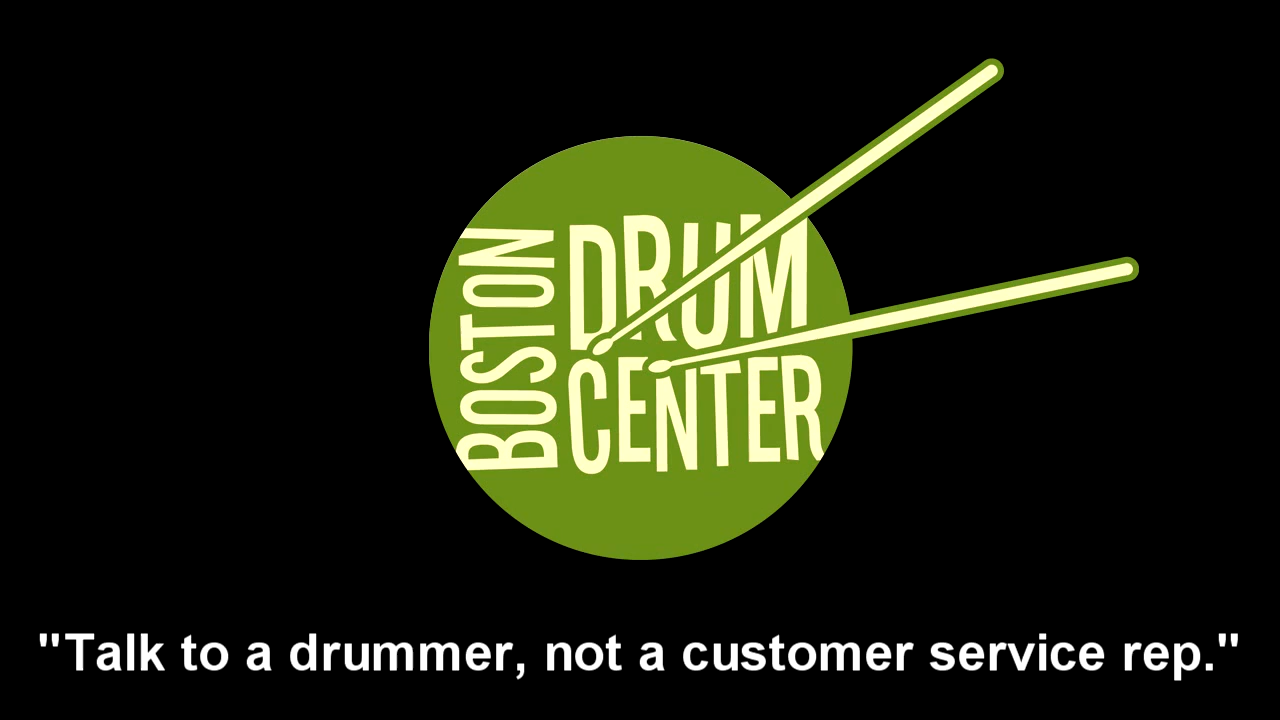 BOSTON
DRUM
CENTER
"Talk to a drummer, not a customer service rep."